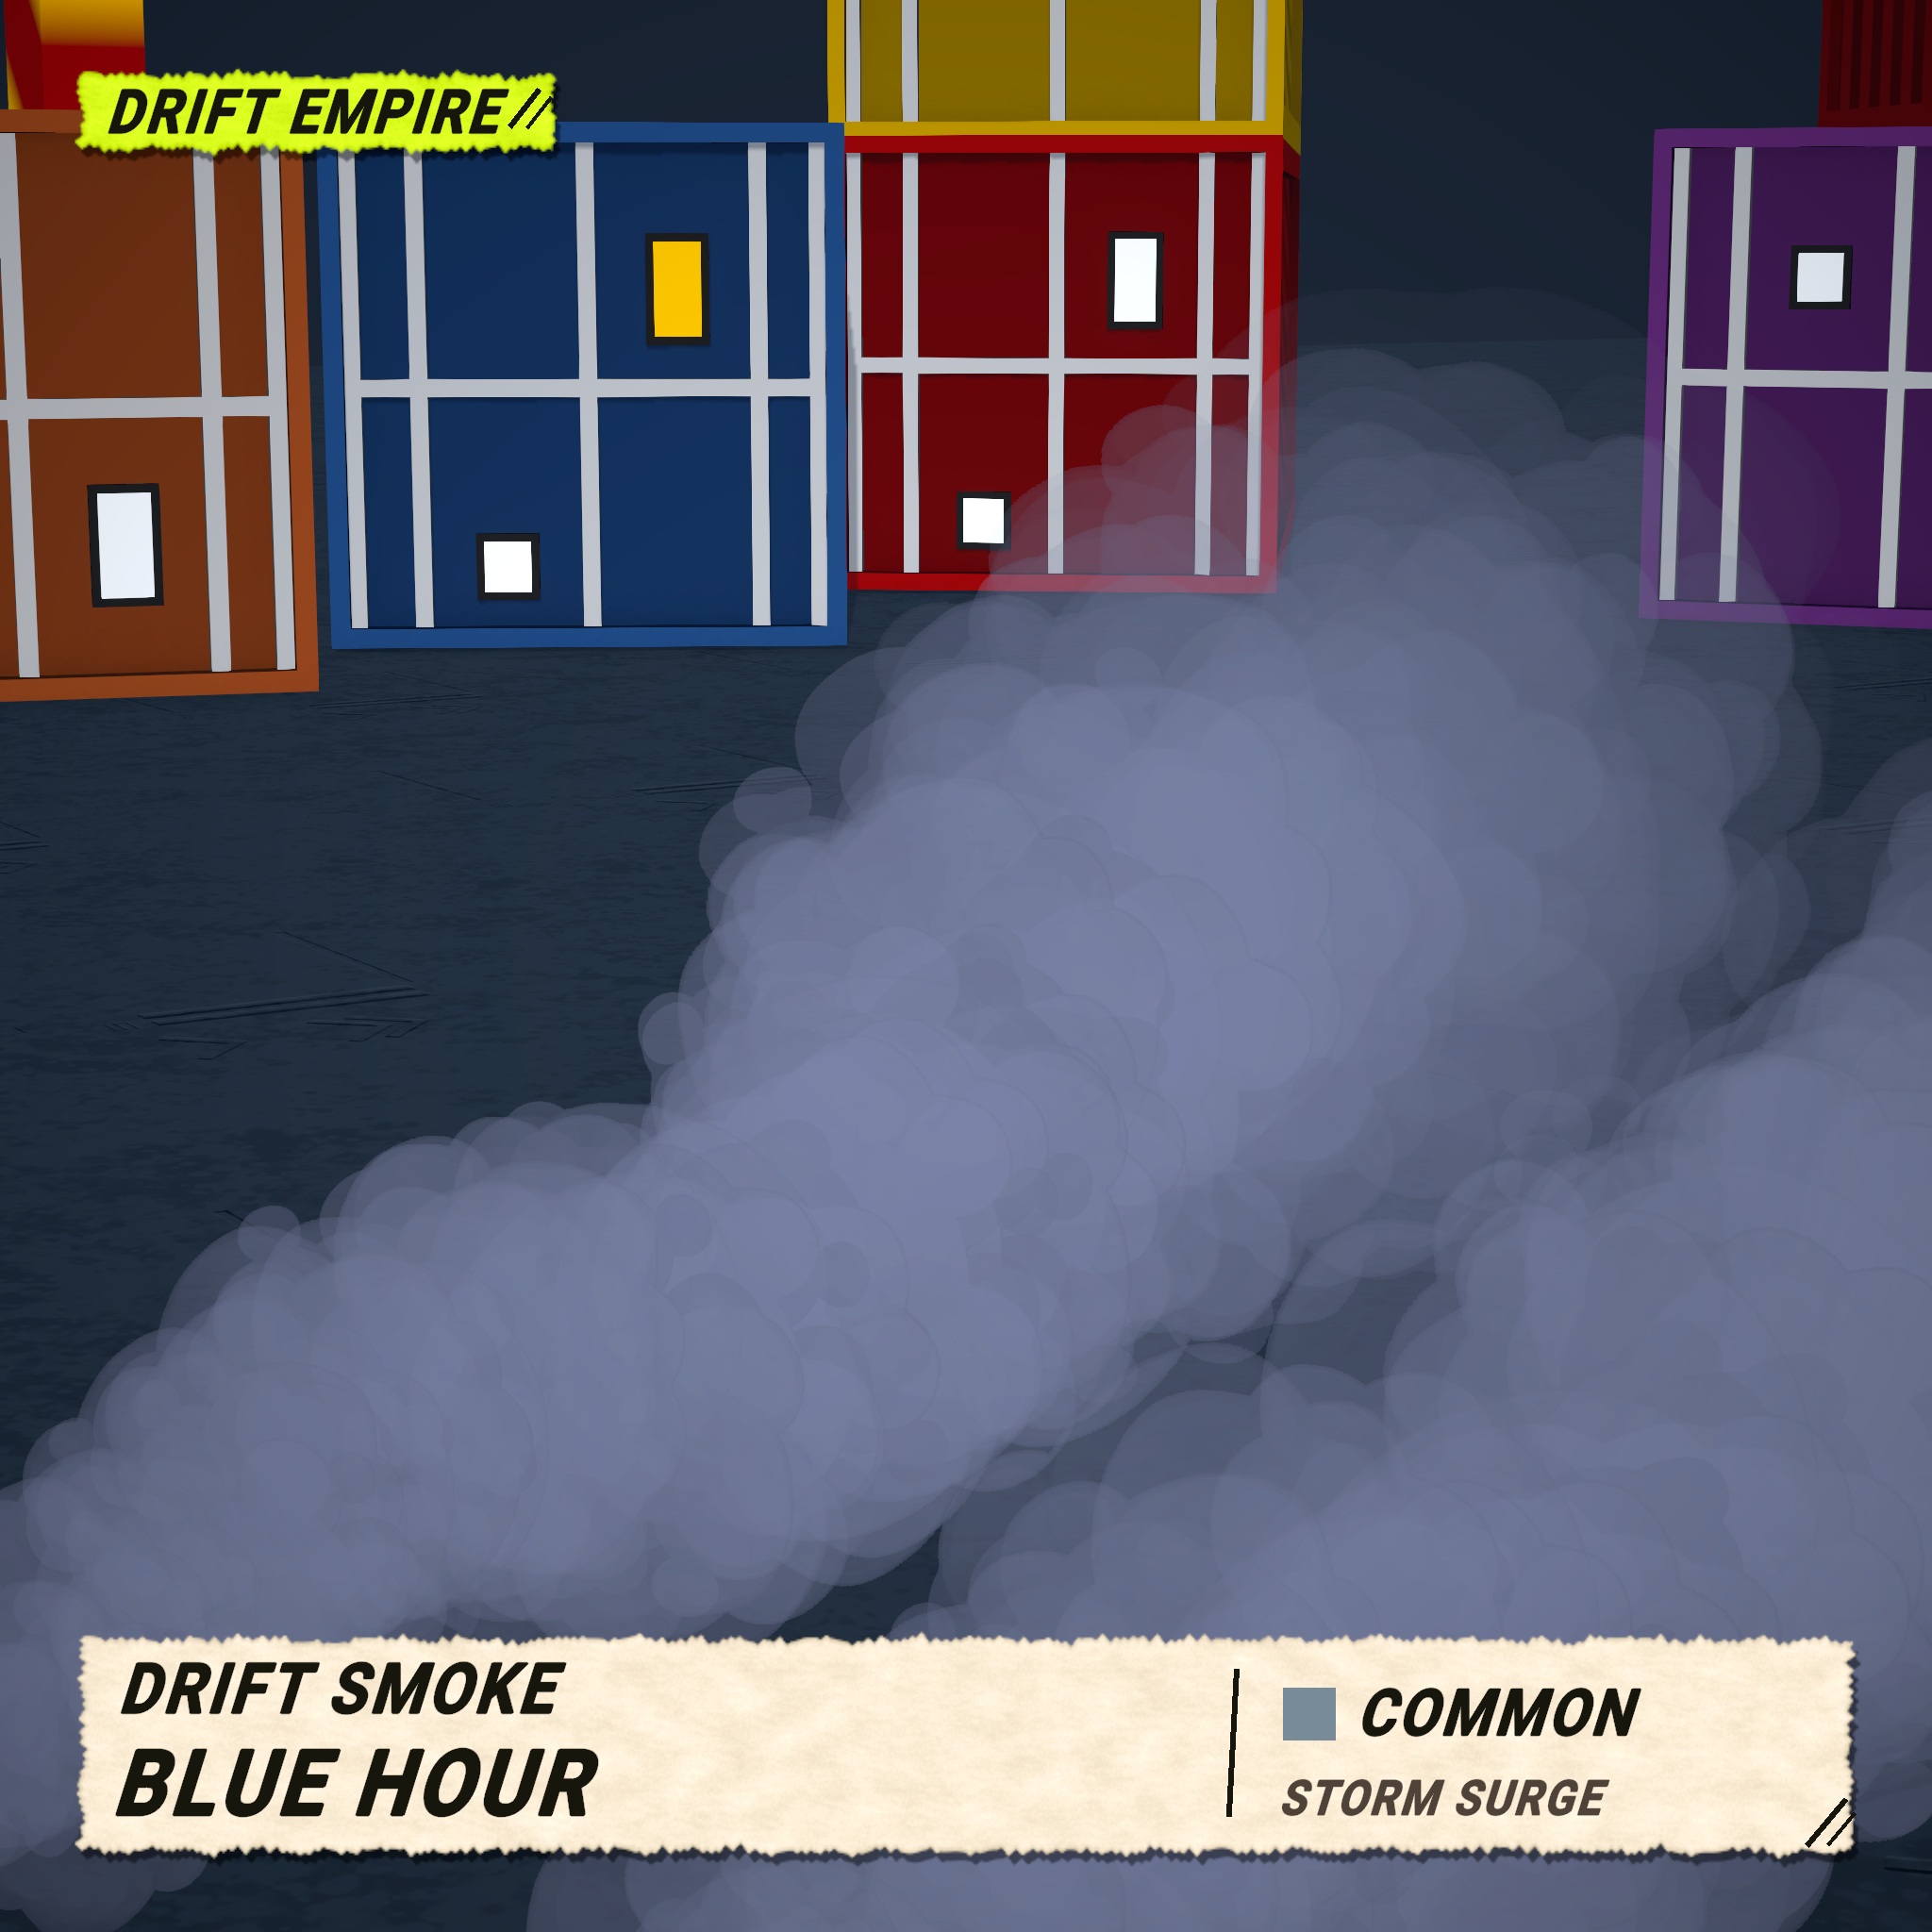 DRIFT EMPIRE//
DRIFT SMOKE
BLUE HOUR
COMMON
STORM SURGE